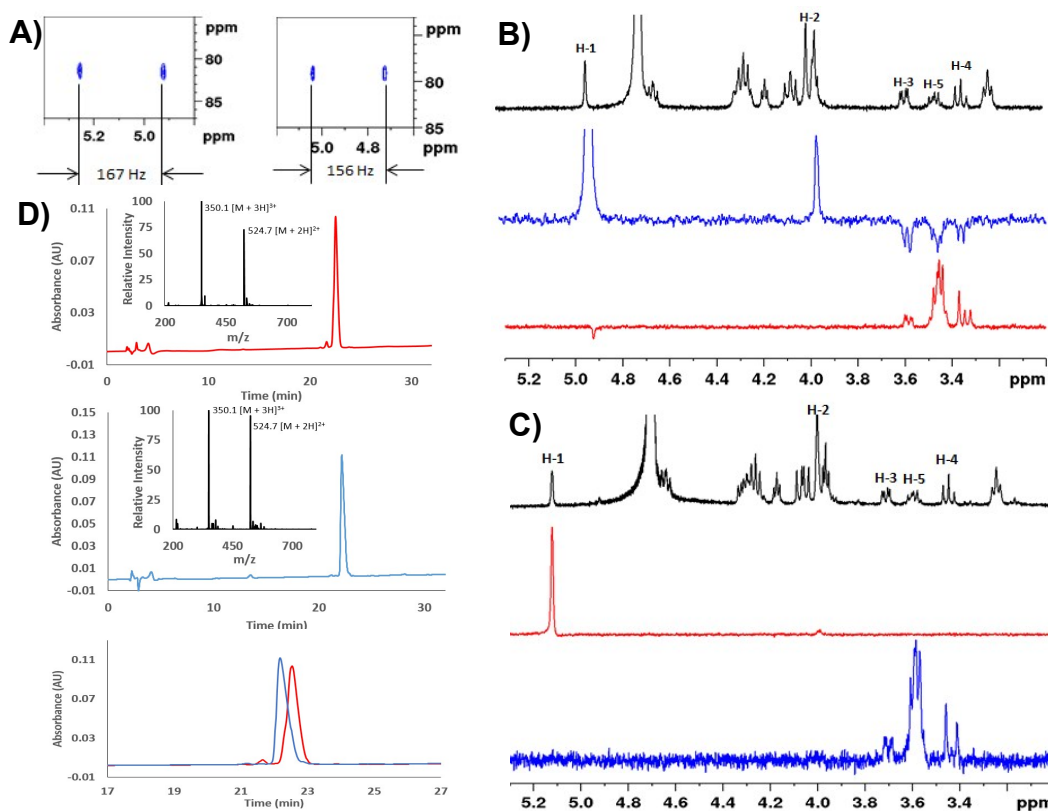 A)
ppm
80
85
5.2 5.0 ppm
167 Hz
ppm
80
85
5.0 4.8 ppm
156 Hz
B)
H-1
H-2
H-3
H-5
H-4
5.2 5.0 4.8 4.6 4.4 4.2 4.0 3.8 3.6 3.4 ppm
C)
H-1
H-2
H-3
H-5
H-4
5.2 5.0 4.8 4.6 4.4 4.2 4.0 3.8 3.6 3.4 ppm
D)
Absorbance (AU)
0.11
0.07
0.03
-0.01
0 10 20 30
Time (min)
Relative Intensity
100
75
50
25
0
350.1 [M + 3H]³⁺
524.7 [M + 2H]²⁺
200 450 700
m/z
Absorbance (AU)
0.15
0.13
0.11
0.09
0.07
0.05
0.03
0.01
-0.01
0 10 20 30
Time (min)
Relative Intensity
100
75
50
25
0
350.1 [M + 3H]³⁺
524.7 [M + 2H]²⁺
200 450 700
m/z
Absorbance (AU)
0.11
0.07
0.03
-0.01
17 19 21 23 25 27
Time (min)